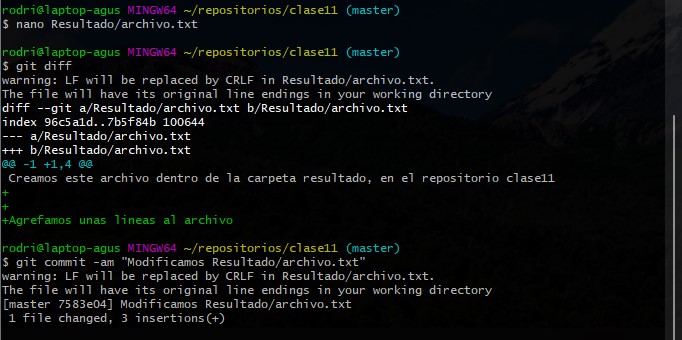 rodri@laptop-agus MINGW64 ~/repositorios/clase11 (master)
$ nano Resultado/archivo.txt
rodri@laptop-agus MINGW64 ~/repositorios/clase11 (master)
$ git diff
warning: LF will be replaced by CRLF in Resultado/archivo.txt.
The file will have its original line endings in your working directory
diff --git a/Resultado/archivo.txt b/Resultado/archivo.txt
index 96c5a1d..7b5f84b 100644
--- a/Resultado/archivo.txt
+++ b/Resultado/archivo.txt
@@ -1 +1,4 @@
 Creamos este archivo dentro de la carpeta resultado, en el repositorio clase11
+
+
+Agrefamos unas lineas al archivo
rodri@laptop-agus MINGW64 ~/repositorios/clase11 (master)
$ git commit -am "Modificamos Resultado/archivo.txt"
warning: LF will be replaced by CRLF in Resultado/archivo.txt.
The file will have its original line endings in your working directory
[master 7583e04] Modificamos Resultado/archivo.txt
 1 file changed, 3 insertions(+)